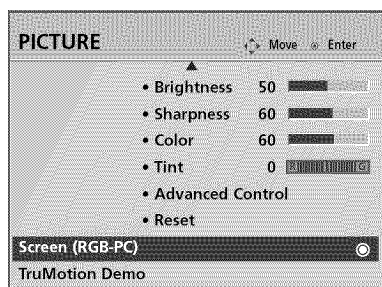 PICTURE
Move Enter
• Brightness 50
• Sharpness 60
• Color 60
• Tint 0 R G
• Advanced Control
• Reset
Screen (RGB-PC)
TruMotion Demo